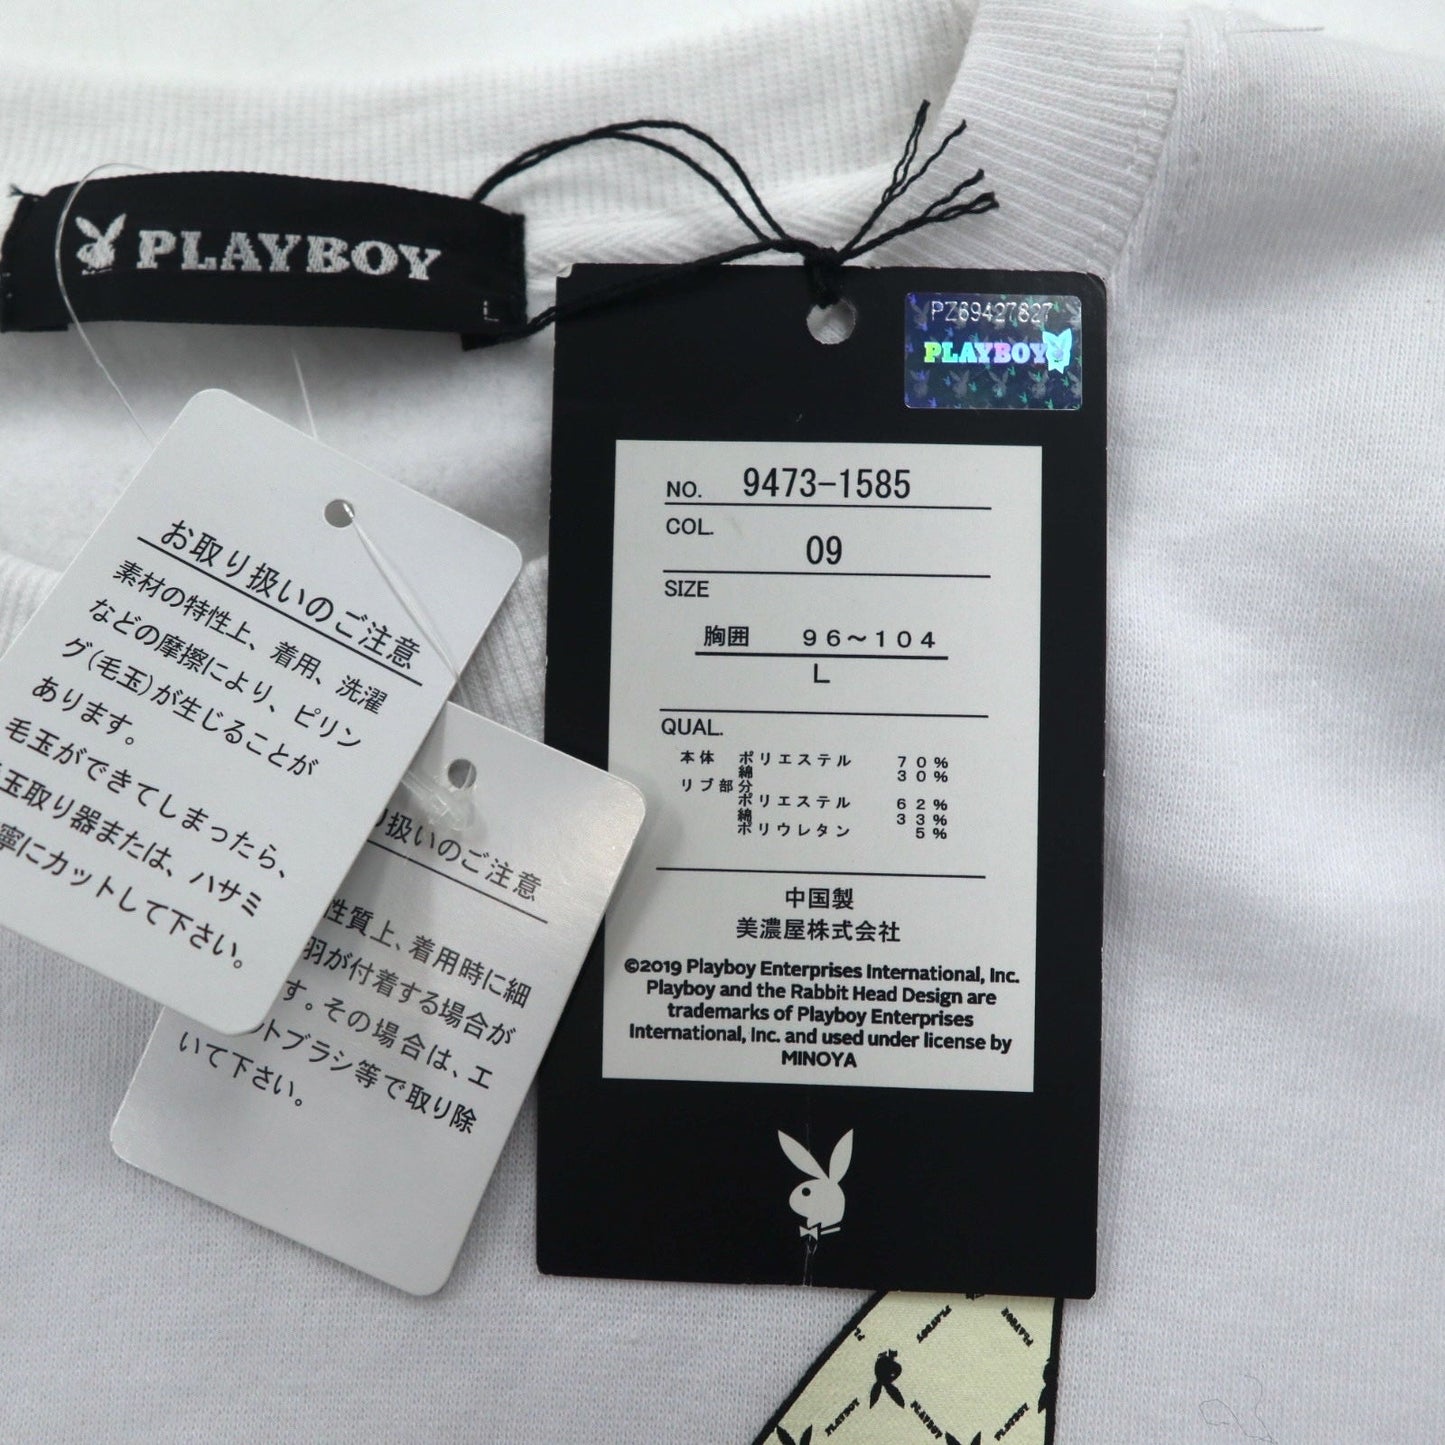 PLAYBOY
L
PZ69427627
PLAYBOY
NO. 9473-1585
COL.
09
SIZE
胸囲 96～104
L
QUAL.
本体 ポリエステル 70%
綿 30%
リブ部分
ポリエステル 62%
綿 33%
ポリウレタン 5%
中国製
美濃屋株式会社
©2019 Playboy Enterprises International, Inc.
Playboy and the Rabbit Head Design are
trademarks of Playboy Enterprises
International, Inc. and used under license by
MINOYA
お取り扱いのご注意
素材の特性上、着用、洗濯
などの摩擦により、ピリン
グ(毛玉)が生じることが
あります。
毛玉ができてしまったら、
玉取り器または、ハサミ
寧にカットして下さい。
り扱いのご注意
性質上、着用時に細
羽が付着する場合が
す。その場合は、エ
ットブラシ等で取り除
いて下さい。
PLAYBOY
PLAYBOY
PLAYBOY
PLAYBOY